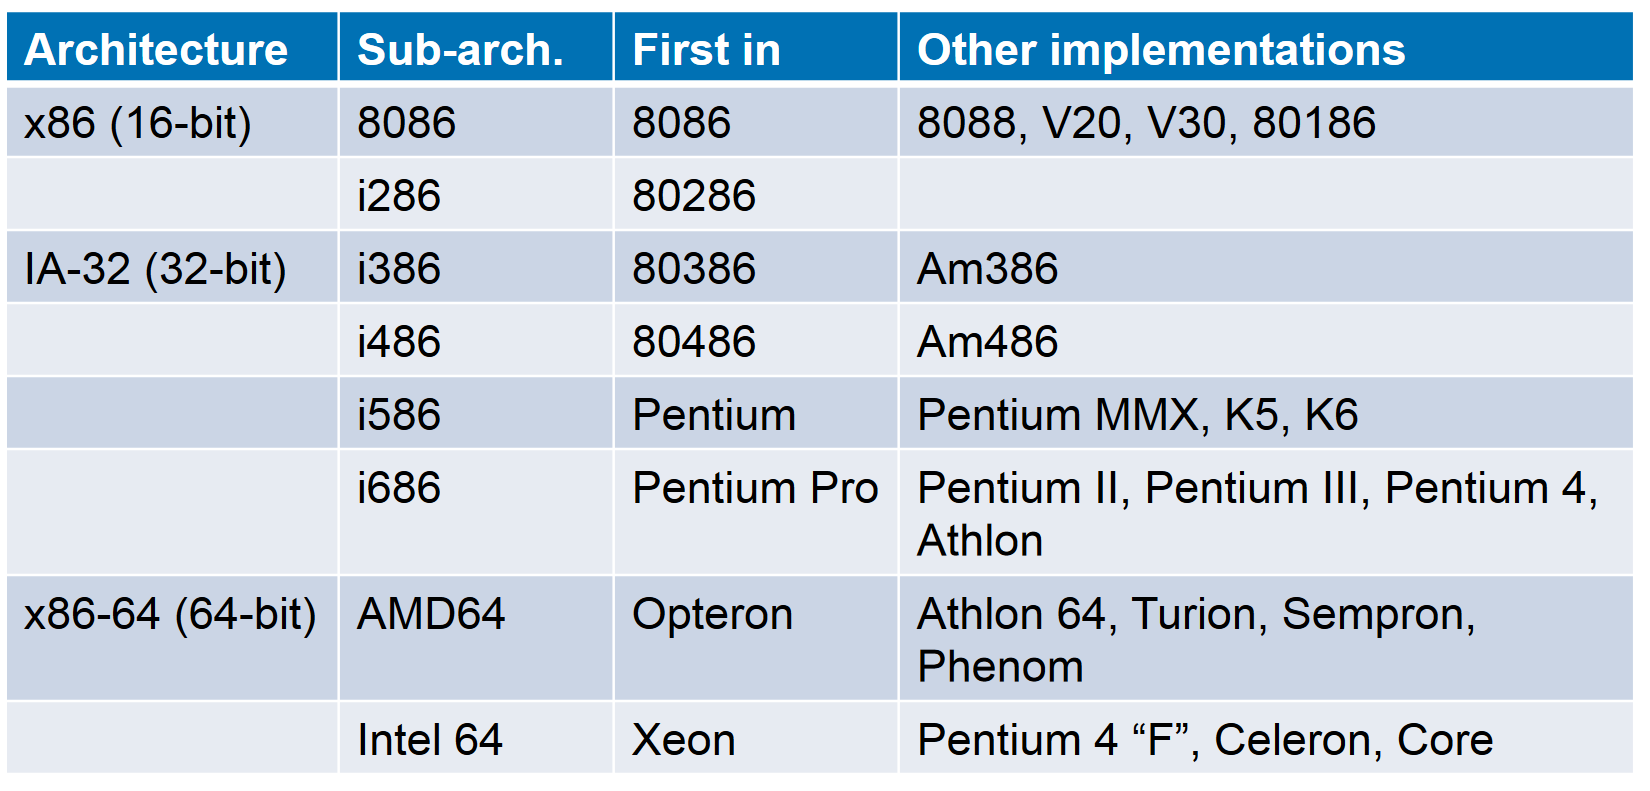 Architecture Sub-arch. First in Other implementations
x86 (16-bit) 8086 8086 8088, V20, V30, 80186
i286 80286
IA-32 (32-bit) i386 80386 Am386
i486 80486 Am486
i586 Pentium Pentium MMX, K5, K6
i686 Pentium Pro Pentium II, Pentium III, Pentium 4,
Athlon
x86-64 (64-bit) AMD64 Opteron Athlon 64, Turion, Sempron,
Phenom
Intel 64 Xeon Pentium 4 “F”, Celeron, Core